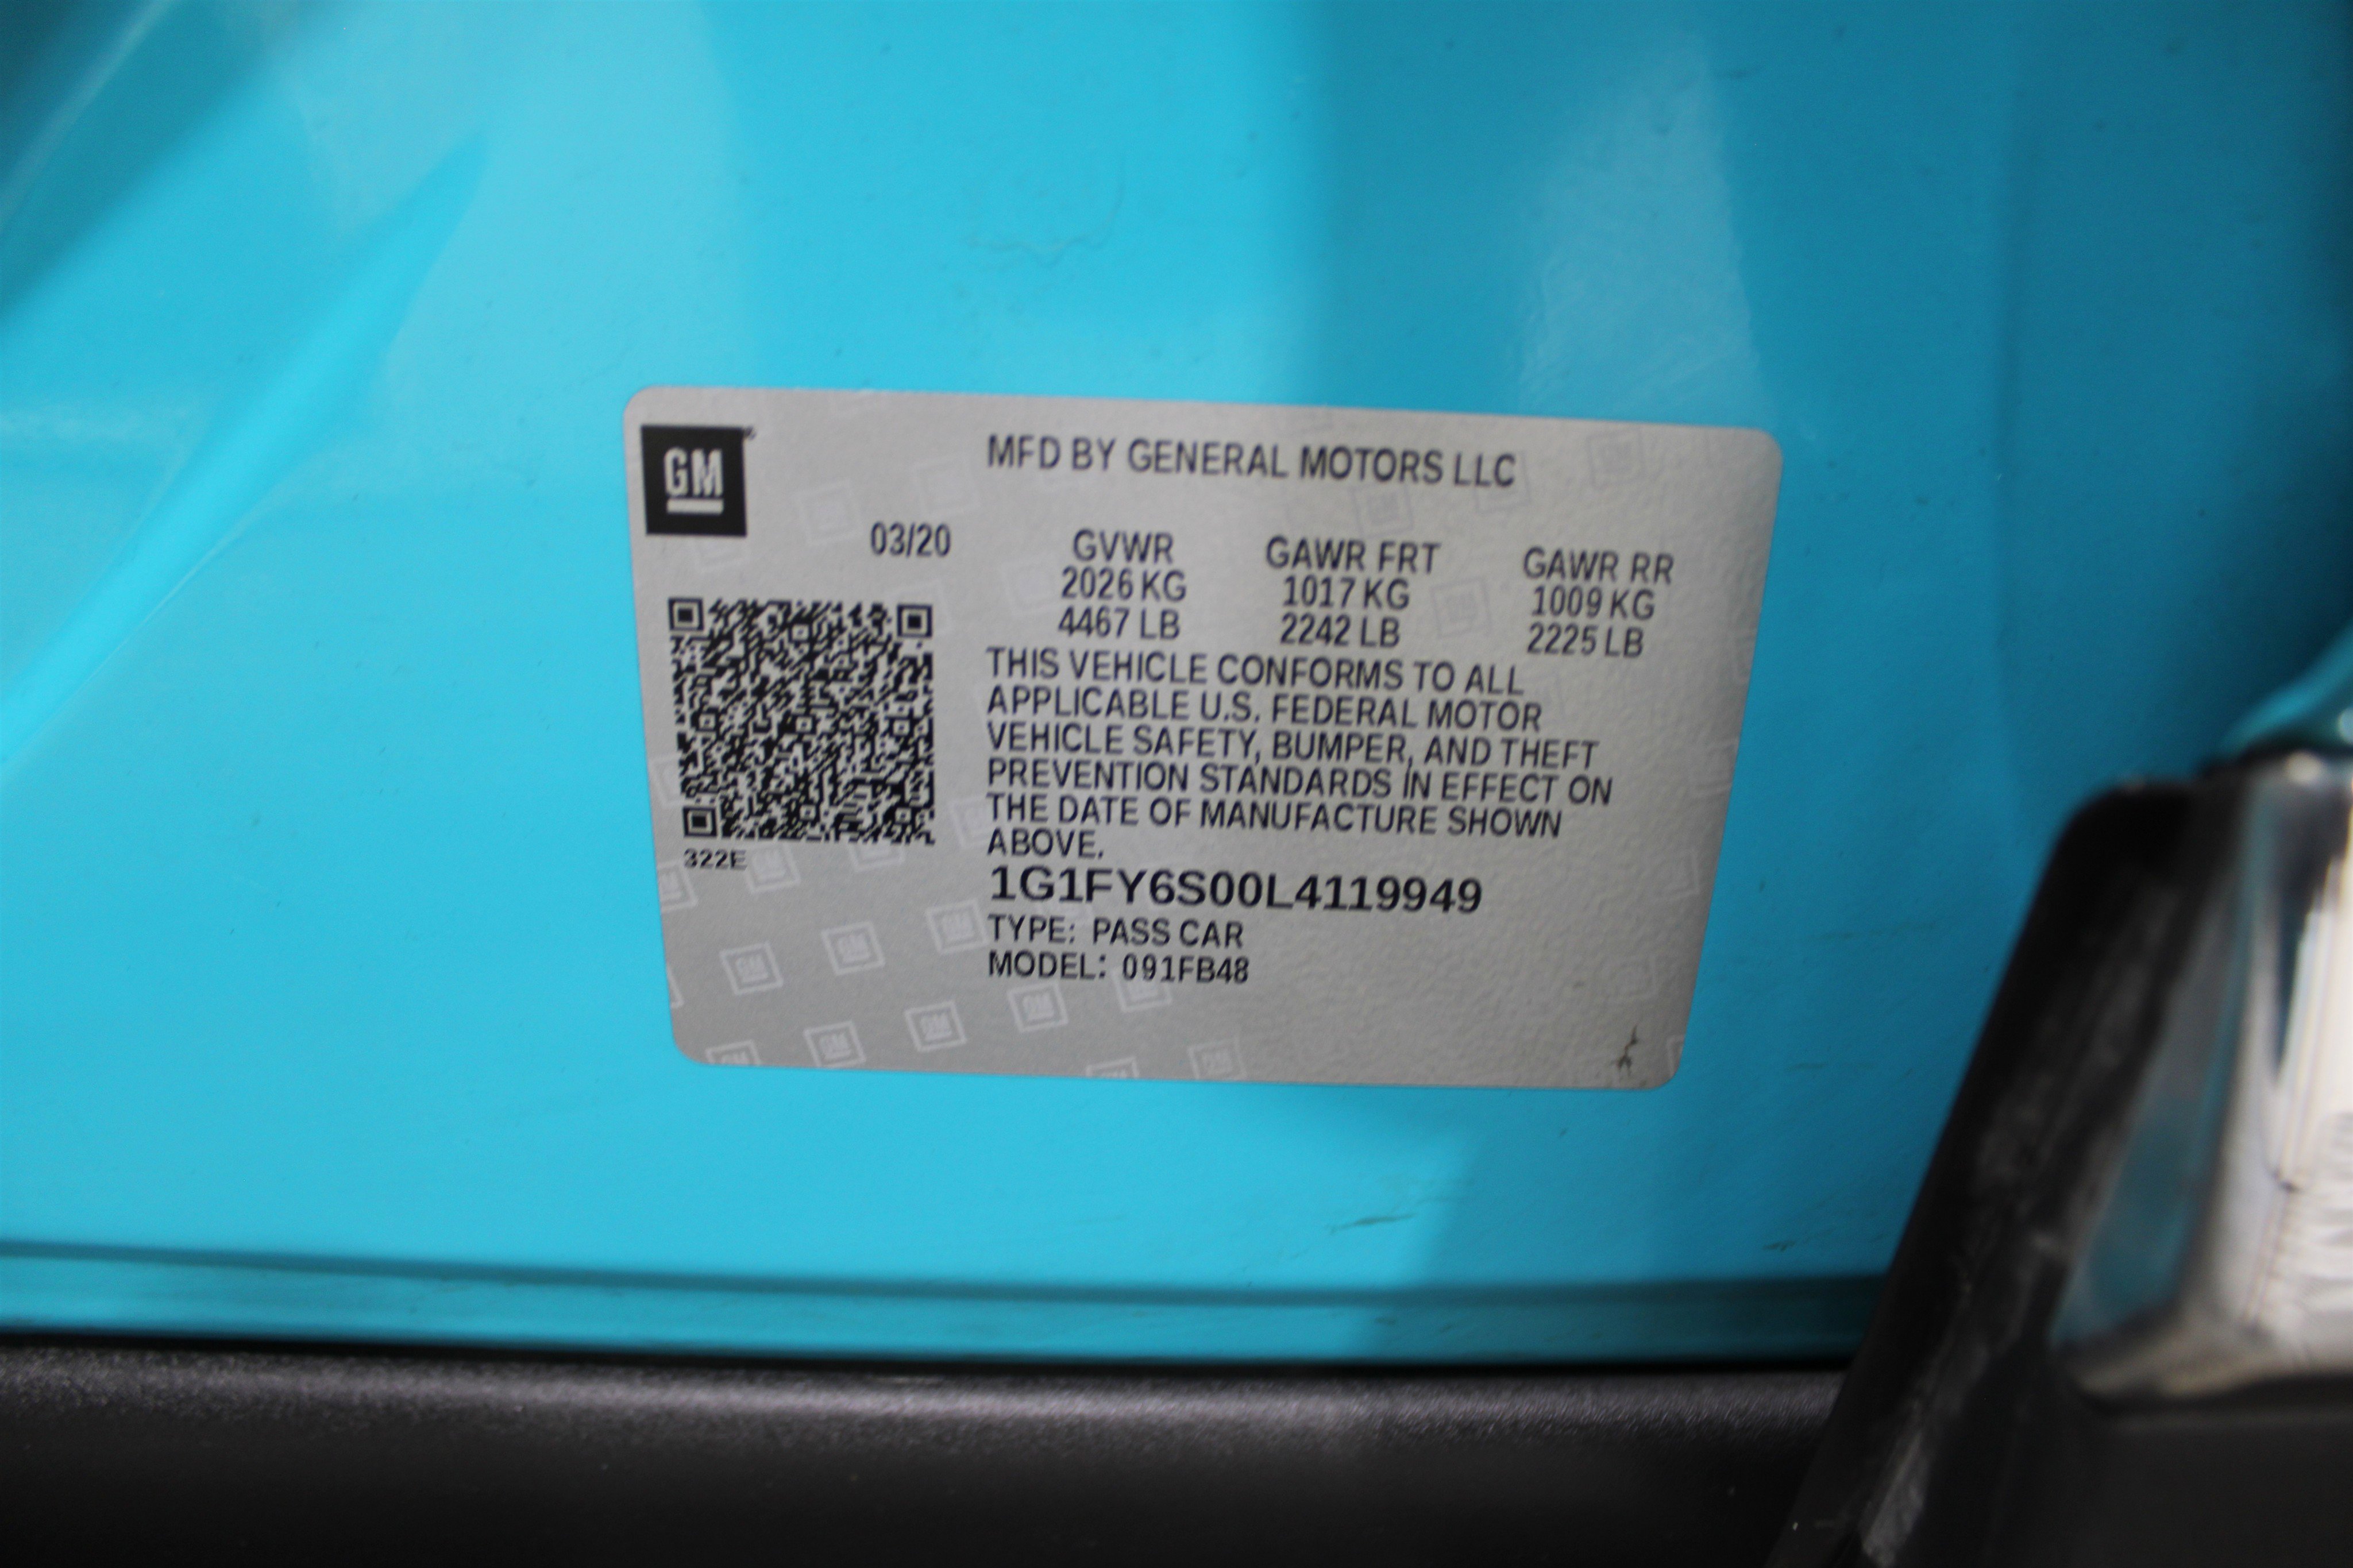 GM
MFD BY GENERAL MOTORS LLC
03/20 GVWR GAWR FRT GAWR RR
2026 KG 1017 KG 1009 KG
4467 LB 2242 LB 2225 LB
THIS VEHICLE CONFORMS TO ALL
APPLICABLE U.S. FEDERAL MOTOR
VEHICLE SAFETY, BUMPER, AND THEFT
PREVENTION STANDARDS IN EFFECT ON
THE DATE OF MANUFACTURE SHOWN
ABOVE.
322E
1G1FY6S00L4119949
TYPE: PASS CAR
MODEL: 091FB48